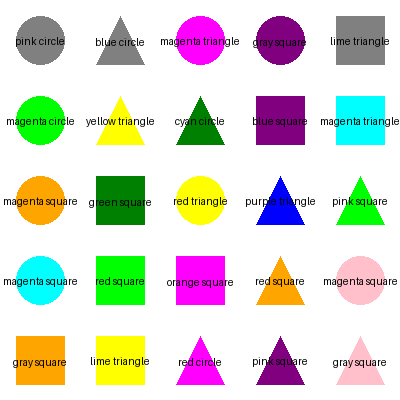 pink circle blue circle magenta triangle gray square lime triangle
magenta circle yellow triangle cyan circle blue square magenta triangle
magenta square green square red triangle purple triangle pink square
magenta square red square orange square red square magenta square
gray square lime triangle red circle pink square gray square